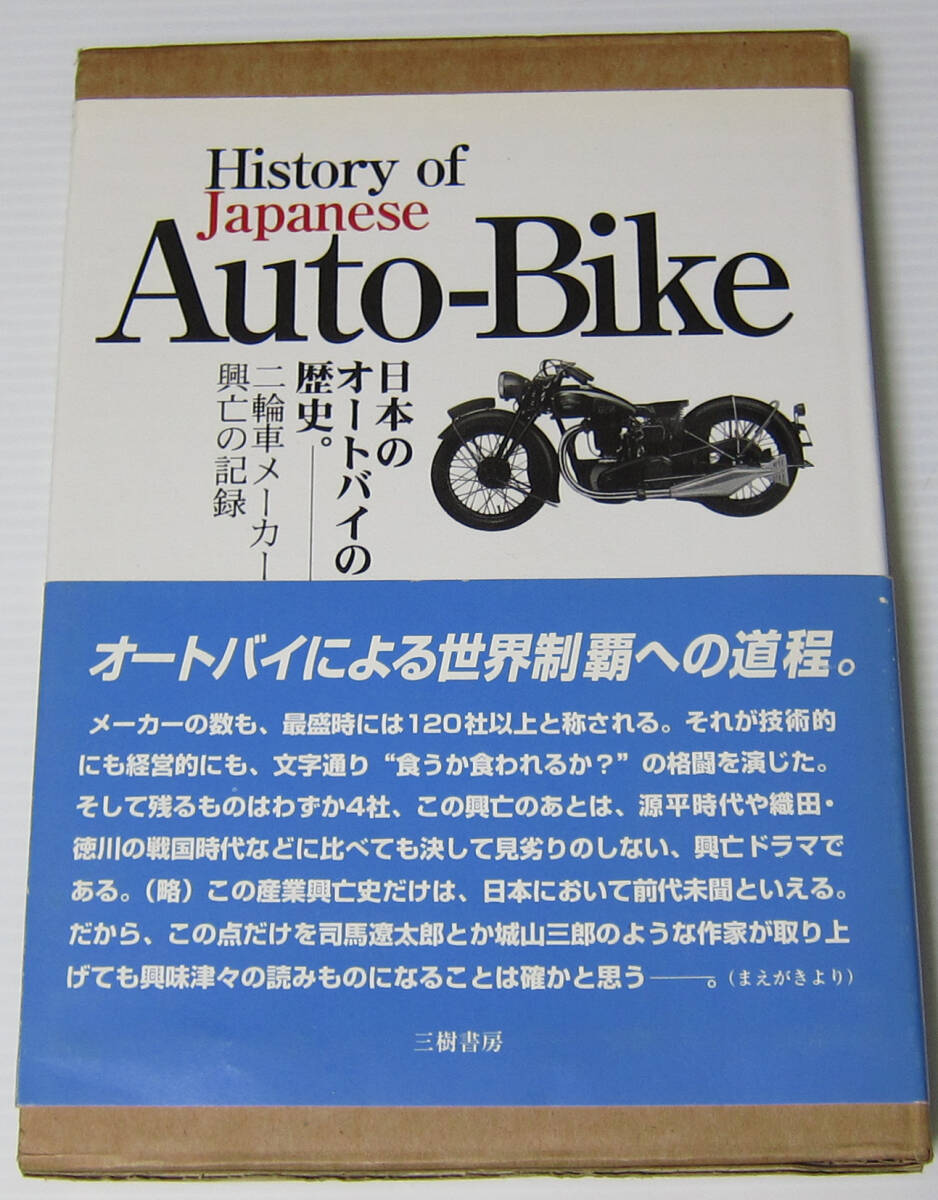 History of
Japanese
Auto-Bike
日本の
オートバイの
歴史。
二輪車メーカー
興亡の記録
オートバイによる世界制覇への道程。
メーカーの数も、最盛時には120社以上と称される。それが技術的
にも経営的にも、文字通り“食うか食われるか？”の格闘を演じた。
そして残るものはわずか4社、この興亡のあとは、源平時代や織田・
徳川の戦国時代などに比べても決して見劣りのしない、興亡ドラマで
ある。（略）この産業興亡史だけは、日本において前代未聞といえる。
だから、この点だけを司馬遼太郎とか城山三郎のような作家が取り上
げても興味津々の読みものになることは確かと思う――。（まえがきより）
三樹書房